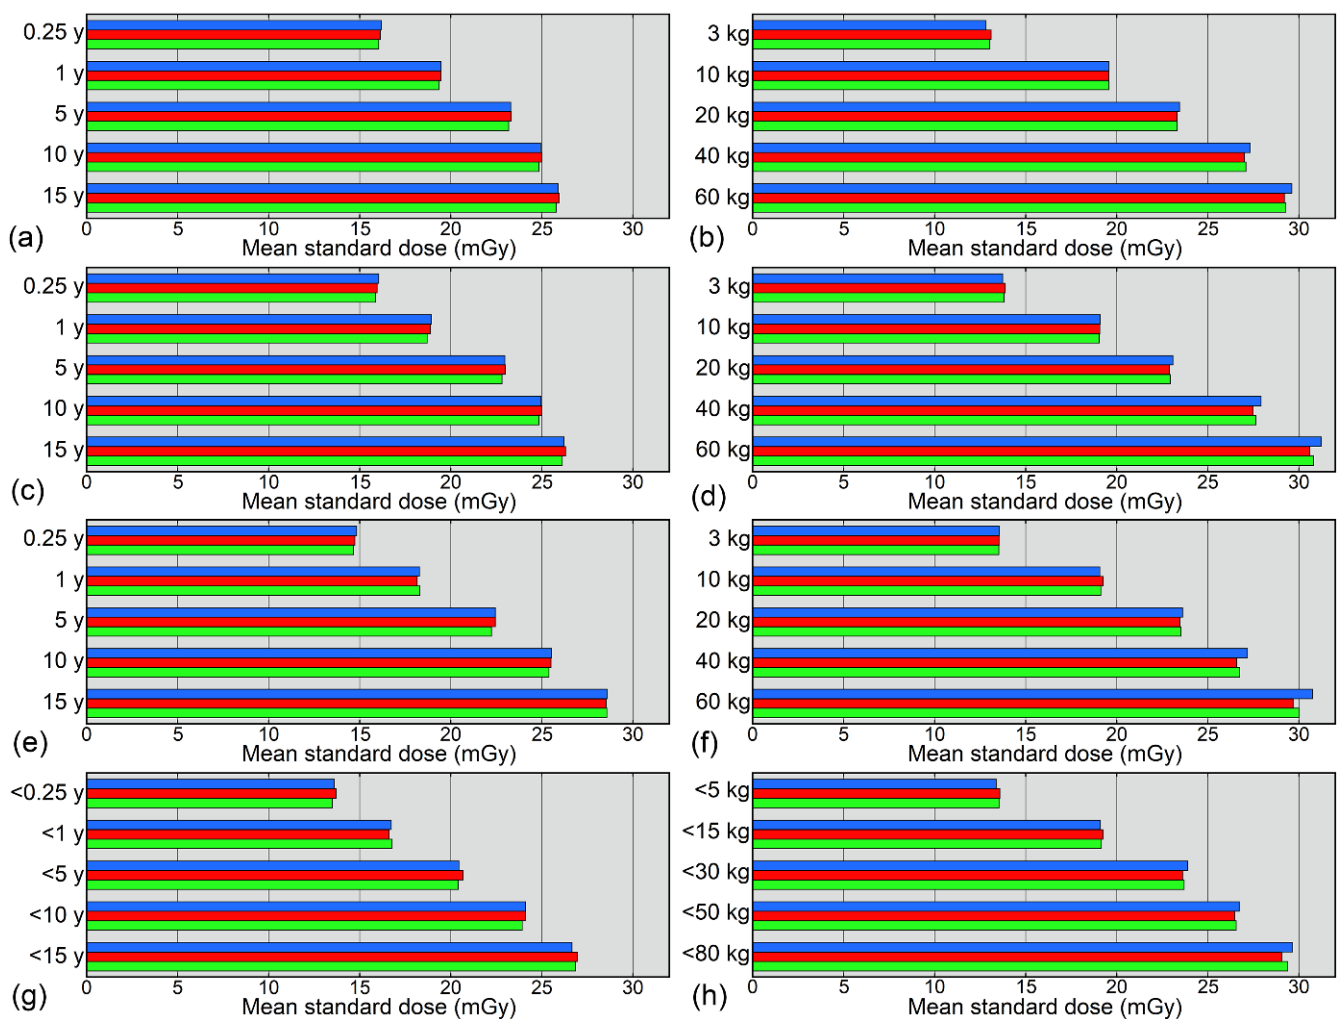 0.25 y
1 y
5 y
10 y
15 y
0 5 10 15 20 25 30
(a) Mean standard dose (mGy)
3 kg
10 kg
20 kg
40 kg
60 kg
0 5 10 15 20 25 30
(b) Mean standard dose (mGy)
0.25 y
1 y
5 y
10 y
15 y
0 5 10 15 20 25 30
(c) Mean standard dose (mGy)
3 kg
10 kg
20 kg
40 kg
60 kg
0 5 10 15 20 25 30
(d) Mean standard dose (mGy)
0.25 y
1 y
5 y
10 y
15 y
0 5 10 15 20 25 30
(e) Mean standard dose (mGy)
3 kg
10 kg
20 kg
40 kg
60 kg
0 5 10 15 20 25 30
(f) Mean standard dose (mGy)
<0.25 y
<1 y
<5 y
<10 y
<15 y
0 5 10 15 20 25 30
(g) Mean standard dose (mGy)
<5 kg
<15 kg
<30 kg
<50 kg
<80 kg
0 5 10 15 20 25 30
(h) Mean standard dose (mGy)